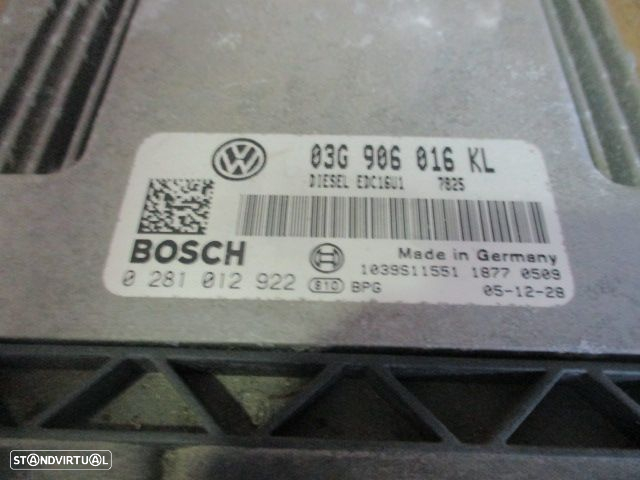 03G 906 016 KL
DIESEL EDC16U1 7825
BOSCH
Made in Germany
1039S11551 1877 0509
0 281 012 922
810 BPG
05-12-28
STANDVIRTUAL